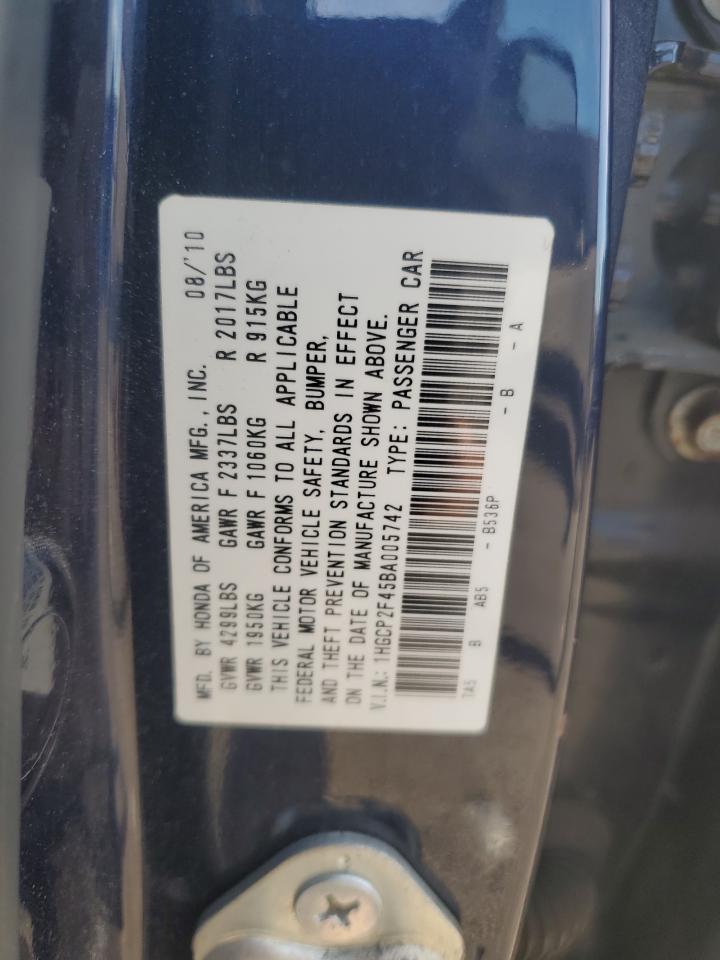 MFD. BY HONDA OF AMERICA MFG., INC. 08/'10
GVWR 4299LBS GAWR F 2337LBS R 2017LBS
GVWR 1950KG GAWR F 1060KG R 915KG
THIS VEHICLE CONFORMS TO ALL APPLICABLE
FEDERAL MOTOR VEHICLE SAFETY, BUMPER,
AND THEFT PREVENTION STANDARDS IN EFFECT
ON THE DATE OF MANUFACTURE SHOWN ABOVE.
V.I.N.: 1HGCP2F45BA005742 TYPE: PASSENGER CAR
TA5 B AB5 - B536P - B - A